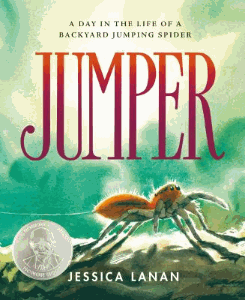 A DAY IN THE LIFE OF A
BACKYARD JUMPING SPIDER
JUMPER
JESSICA LANAN